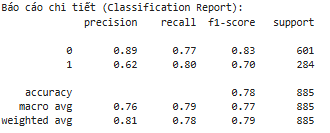 Báo cáo chi tiết (Classification Report):
precision recall f1-score support
0 0.89 0.77 0.83 601
1 0.62 0.80 0.70 284
accuracy 0.78 885
macro avg 0.76 0.79 0.77 885
weighted avg 0.81 0.78 0.79 885